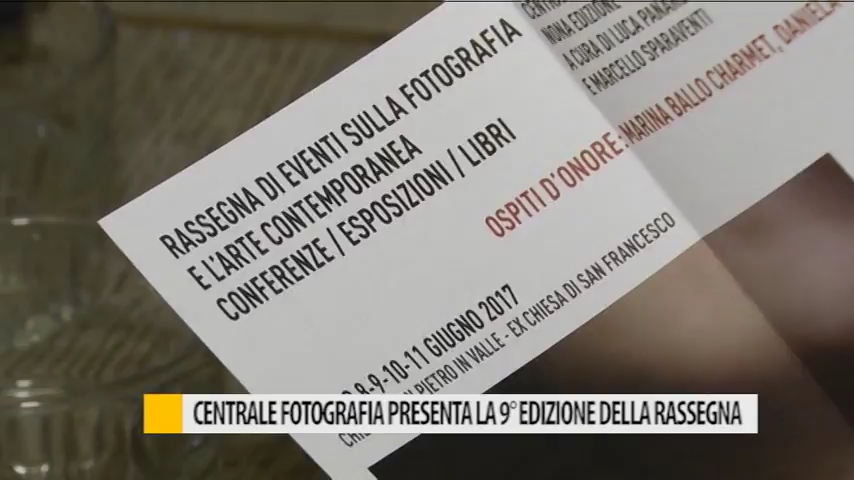 RASSEGNA DI EVENTI SULLA FOTOGRAFIA
E L'ARTE CONTEMPORANEA
CONFERENZE / ESPOSIZIONI / LIBRI
NONA EDIZIONE
A CURA DI LUCA
E MARCELLO SPARAVENTI
OSPITI D'ONORE: MARINA BALLO CHARMET, DANIELA
8-9-10-11 GIUGNO 2017
PIETRO IN VALLE - EX CHIESA DI SAN FRANCESCO
CENTRALE FOTOGRAFIA PRESENTA LA 9° EDIZIONE DELLA RASSEGNA